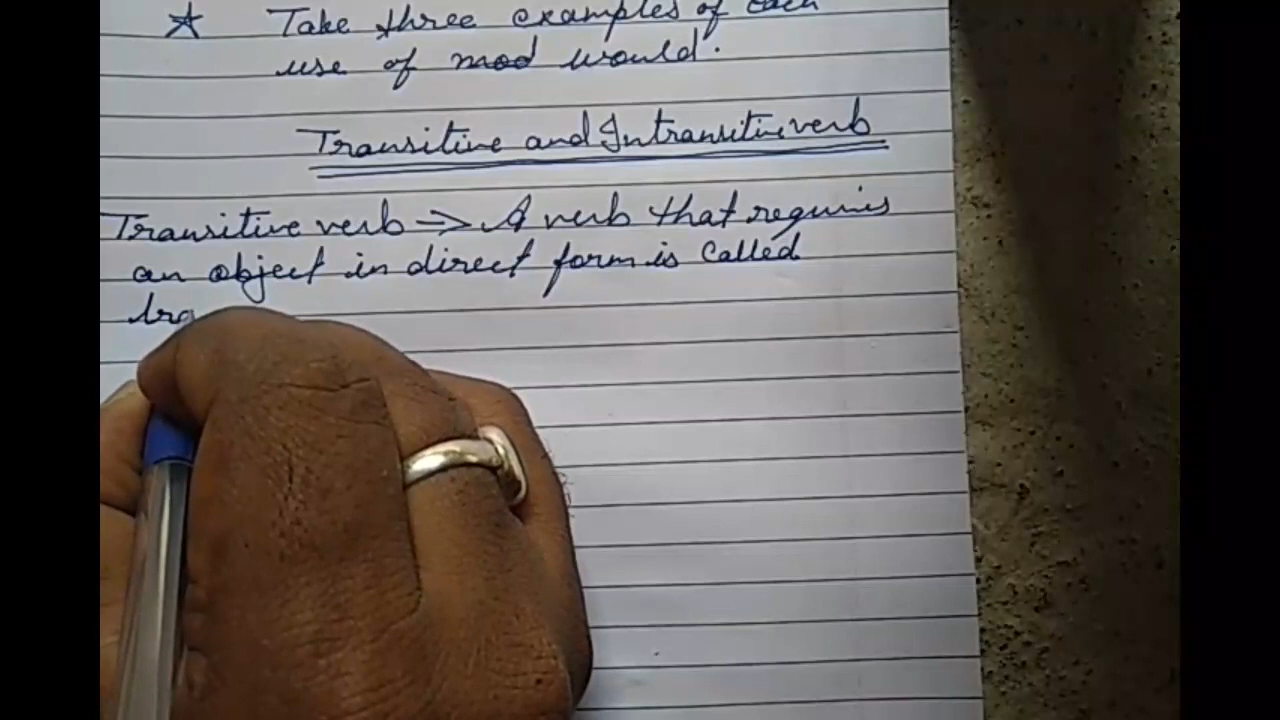 ☆ Take three examples of each
use of mod would.
Transitive and Intransitive verb
Transitive verb ⇒ A verb that requires
an object in direct form is called
tra